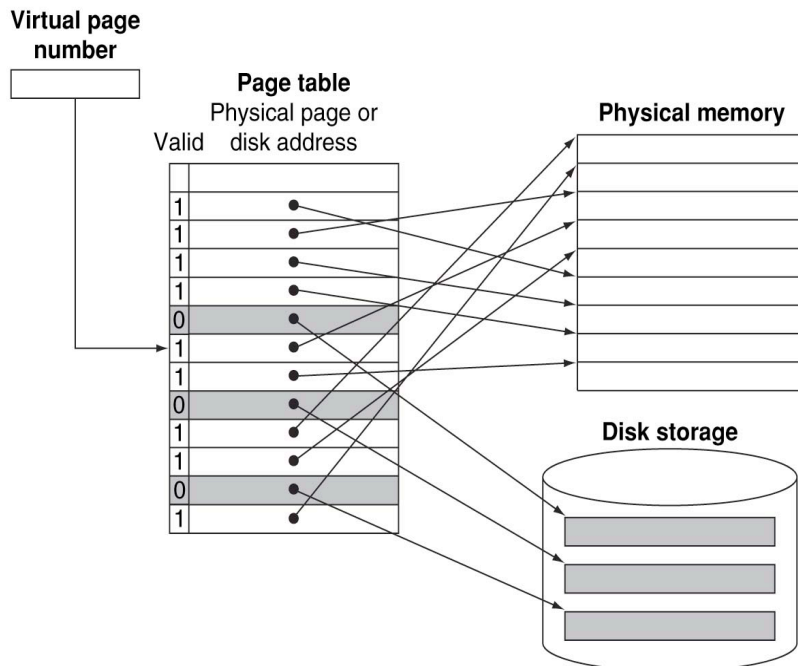 Virtual page
number
Page table
Physical page or
Valid disk address
Physical memory
1
1
1
1
0
1
1
0
1
1
0
1
Disk storage